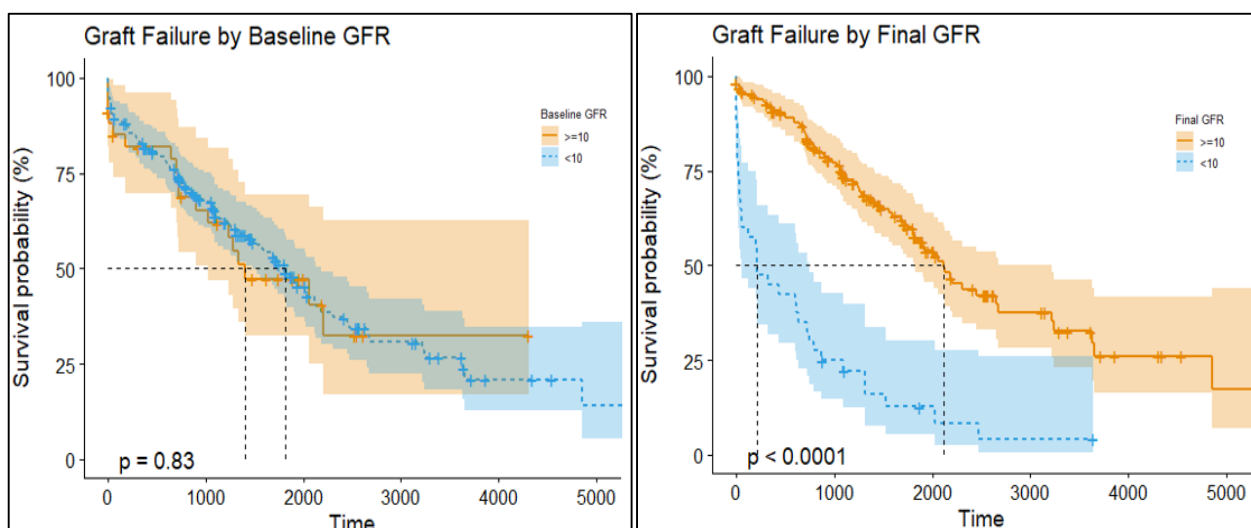 Graft Failure by Baseline GFR
Survival probability (%)
100
75
50
25
0
Baseline GFR
>=10
<10
p = 0.83
0 1000 2000 3000 4000 5000
Time
Graft Failure by Final GFR
Survival probability (%)
100
75
50
25
0
Final GFR
>=10
<10
p < 0.0001
0 1000 2000 3000 4000 5000
Time